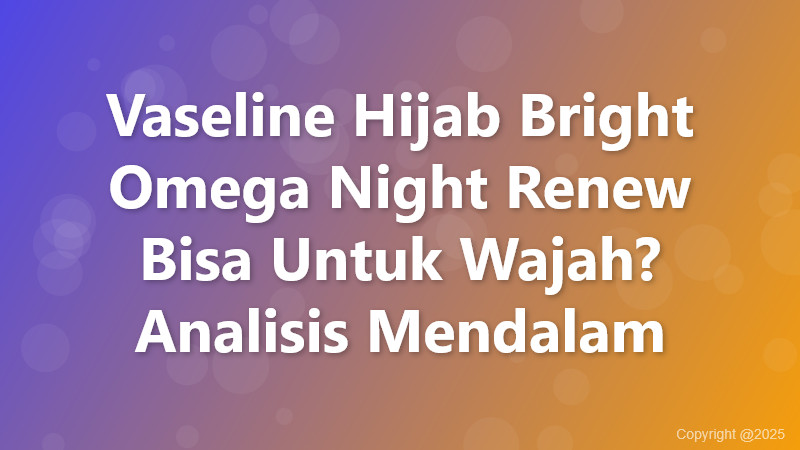 Vaseline Hijab Bright
Omega Night Renew
Bisa Untuk Wajah?
Analisis Mendalam
Copyright @2025